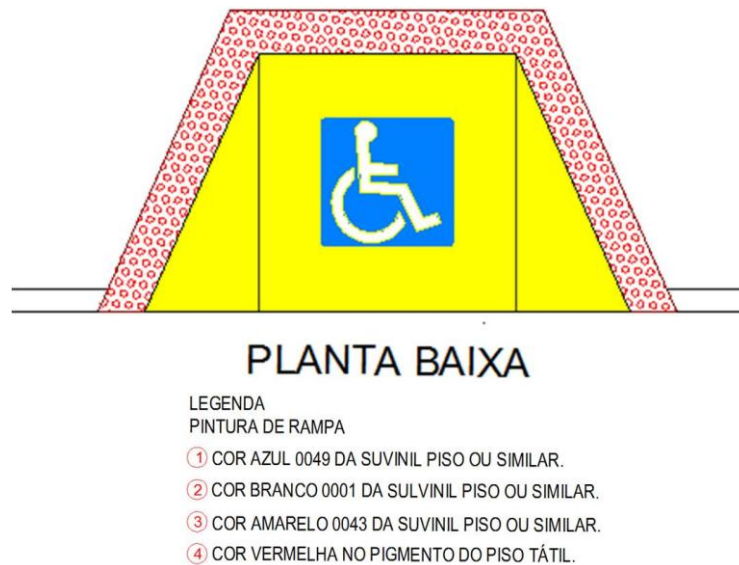 PLANTA BAIXA
LEGENDA
PINTURA DE RAMPA
1 COR AZUL 0049 DA SUVINIL PISO OU SIMILAR.
2 COR BRANCO 0001 DA SULVINIL PISO OU SIMILAR.
3 COR AMARELO 0043 DA SUVINIL PISO OU SIMILAR.
4 COR VERMELHA NO PIGMENTO DO PISO TÁTIL.